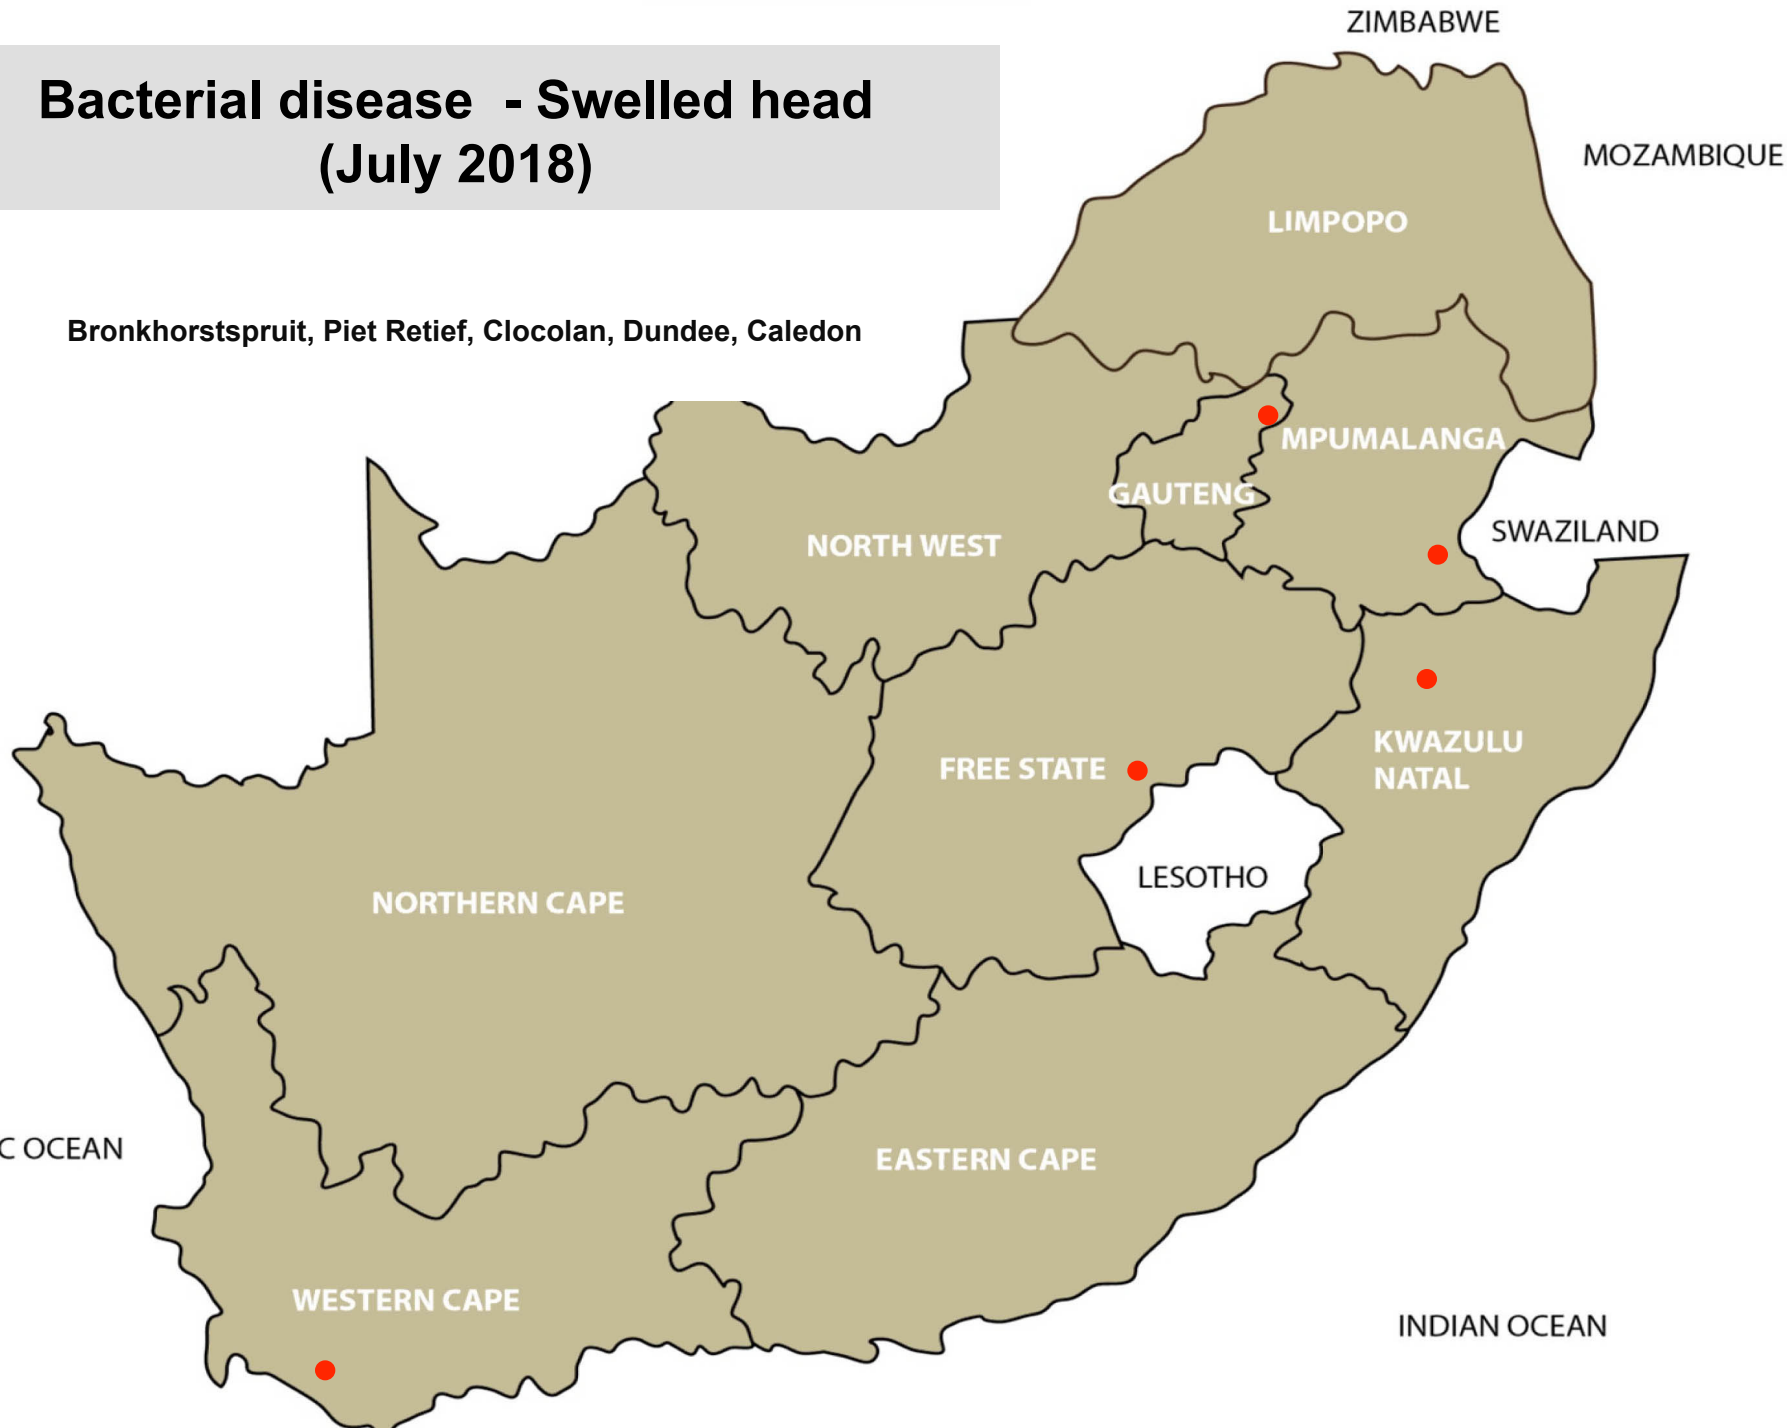 ZIMBABWE
Bacterial disease - Swelled head
(July 2018)
MOZAMBIQUE
LIMPOPO
Bronkhorstspruit, Piet Retief, Clocolan, Dundee, Caledon
MPUMALANGA
GAUTENG
SWAZILAND
NORTH WEST
KWAZULU
NATAL
FREE STATE
LESOTHO
NORTHERN CAPE
C OCEAN
EASTERN CAPE
WESTERN CAPE
INDIAN OCEAN